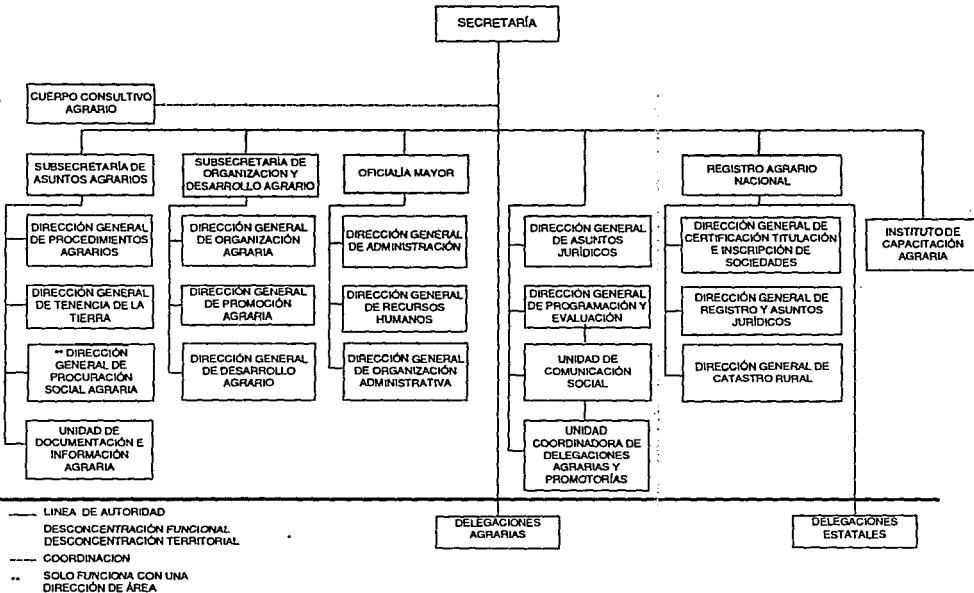 SECRETARÍA
CUERPO CONSULTIVO
AGRARIO
SUBSECRETARÍA DE
ASUNTOS AGRARIOS
SUBSECRETARÍA DE
ORGANIZACION Y
DESARROLLO AGRARIO
OFICIALÍA MAYOR
REGISTRO AGRARIO
NACIONAL
DIRECCIÓN GENERAL
DE PROCEDIMIENTOS
AGRARIOS
DIRECCIÓN GENERAL
DE TENENCIA DE LA
TIERRA
** DIRECCIÓN
GENERAL DE
PROCURACIÓN
SOCIAL AGRARIA
UNIDAD DE
DOCUMENTACIÓN E
INFORMACIÓN
AGRARIA
DIRECCIÓN GENERAL
DE ORGANIZACIÓN
AGRARIA
DIRECCIÓN GENERAL
DE PROMOCIÓN
AGRARIA
DIRECCIÓN GENERAL
DE DESARROLLO
AGRARIO
DIRECCIÓN GENERAL
DE ADMINISTRACIÓN
DIRECCIÓN GENERAL
DE RECURSOS
HUMANOS
DIRECCIÓN GENERAL
DE ORGANIZACIÓN
ADMINISTRATIVA
DIRECCIÓN GENERAL
DE ASUNTOS
JURÍDICOS
DIRECCIÓN GENERAL
DE PROGRAMACIÓN Y
EVALUACIÓN
UNIDAD DE
COMUNICACIÓN
SOCIAL
UNIDAD
COORDINADORA DE
DELEGACIONES
AGRARIAS Y
PROMOTORÍAS
DIRECCIÓN GENERAL DE
CERTIFICACIÓN TITULACIÓN
E INSCRIPCIÓN DE
SOCIEDADES
DIRECCIÓN GENERAL DE
REGISTRO Y ASUNTOS
JURÍDICOS
DIRECCIÓN GENERAL DE
CATASTRO RURAL
INSTITUTO DE
CAPACITACIÓN
AGRARIA
DELEGACIONES
AGRARIAS
DELEGACIONES
ESTATALES
LINEA DE AUTORIDAD
DESCONCENTRACIÓN FUNCIONAL
DESCONCENTRACIÓN TERRITORIAL
COORDINACION
** SOLO FUNCIONA CON UNA
DIRECCIÓN DE ÁREA